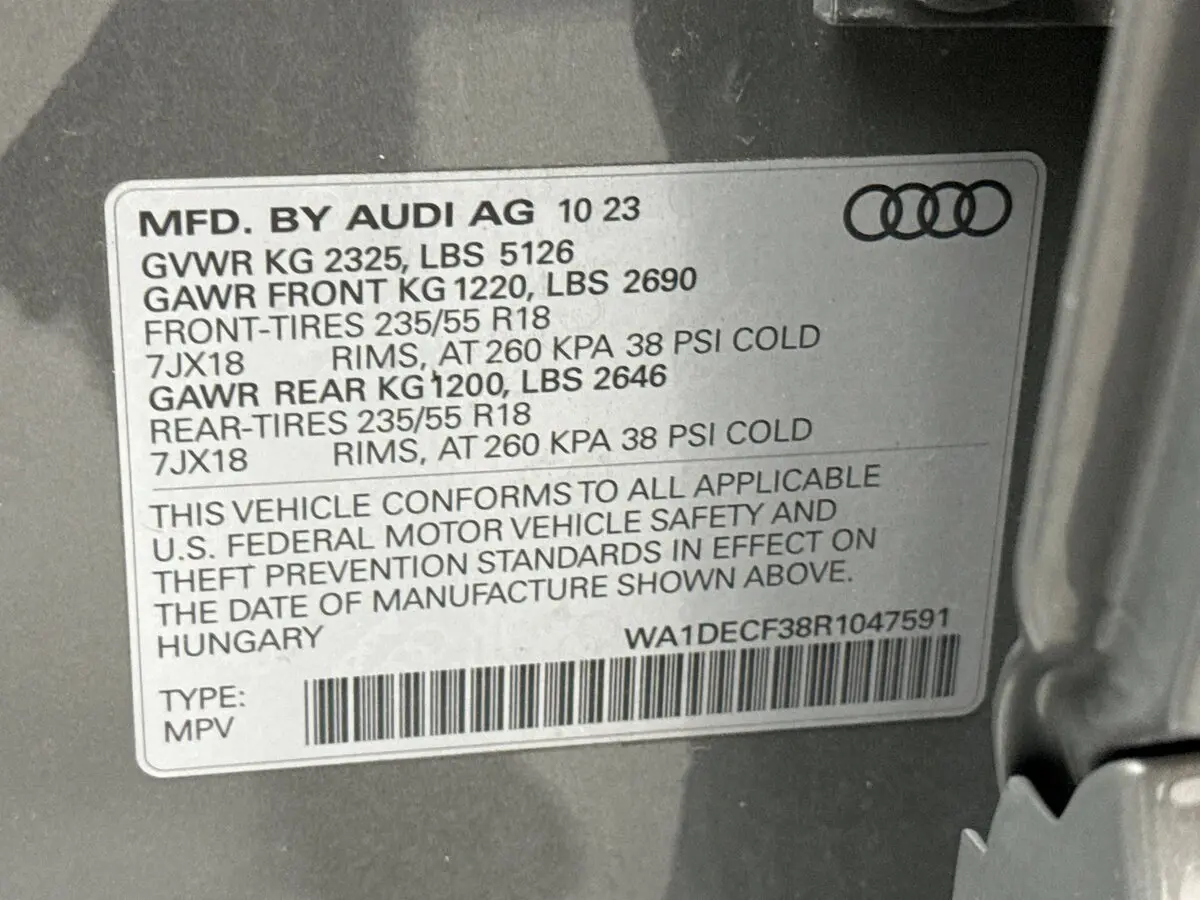 MFD. BY AUDI AG 10 23
GVWR KG 2325, LBS 5126
GAWR FRONT KG 1220, LBS 2690
FRONT-TIRES 235/55 R18
7JX18 RIMS, AT 260 KPA 38 PSI COLD
GAWR REAR KG 1200, LBS 2646
REAR-TIRES 235/55 R18
7JX18 RIMS, AT 260 KPA 38 PSI COLD
THIS VEHICLE CONFORMS TO ALL APPLICABLE
U.S. FEDERAL MOTOR VEHICLE SAFETY AND
THEFT PREVENTION STANDARDS IN EFFECT ON
THE DATE OF MANUFACTURE SHOWN ABOVE.
HUNGARY WA1DECF38R1047591
TYPE:
MPV